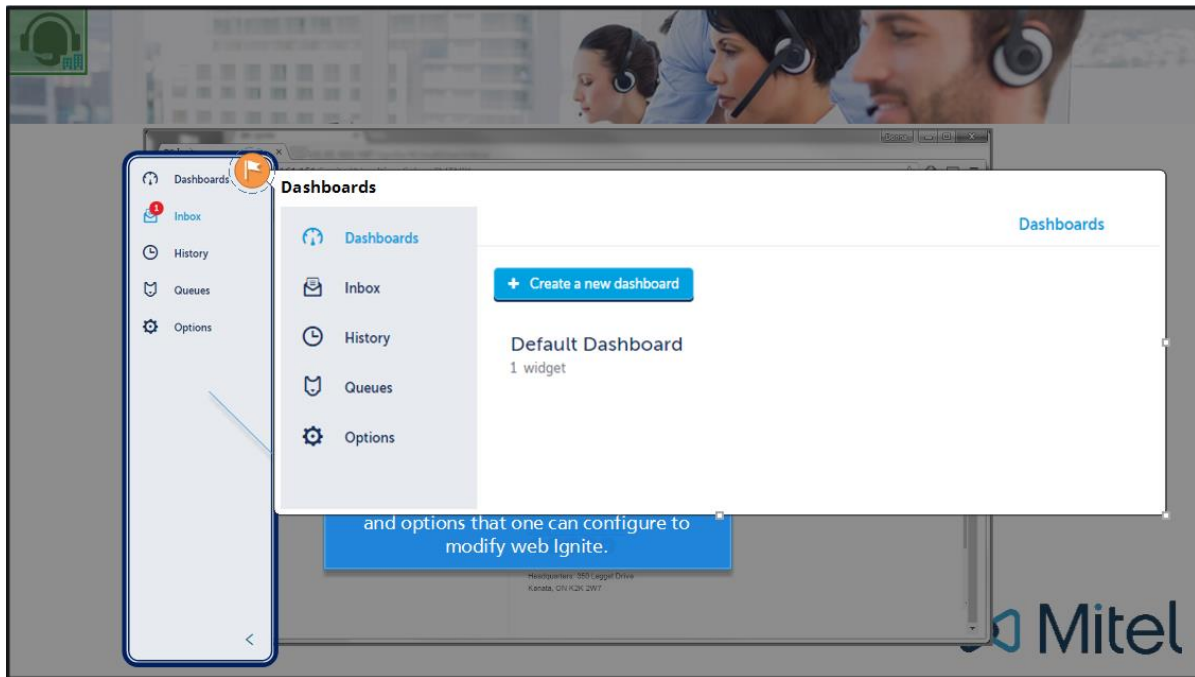 Dashboards
Inbox
1
History
Queues
Options
Dashboards
Dashboards
Inbox
History
Queues
Options
Dashboards
+ Create a new dashboard
Default Dashboard
1 widget
and options that one can configure to
modify web Ignite.
Headquarters: 350 Legget Drive
Kanata, ON K2K 2W7
Mitel